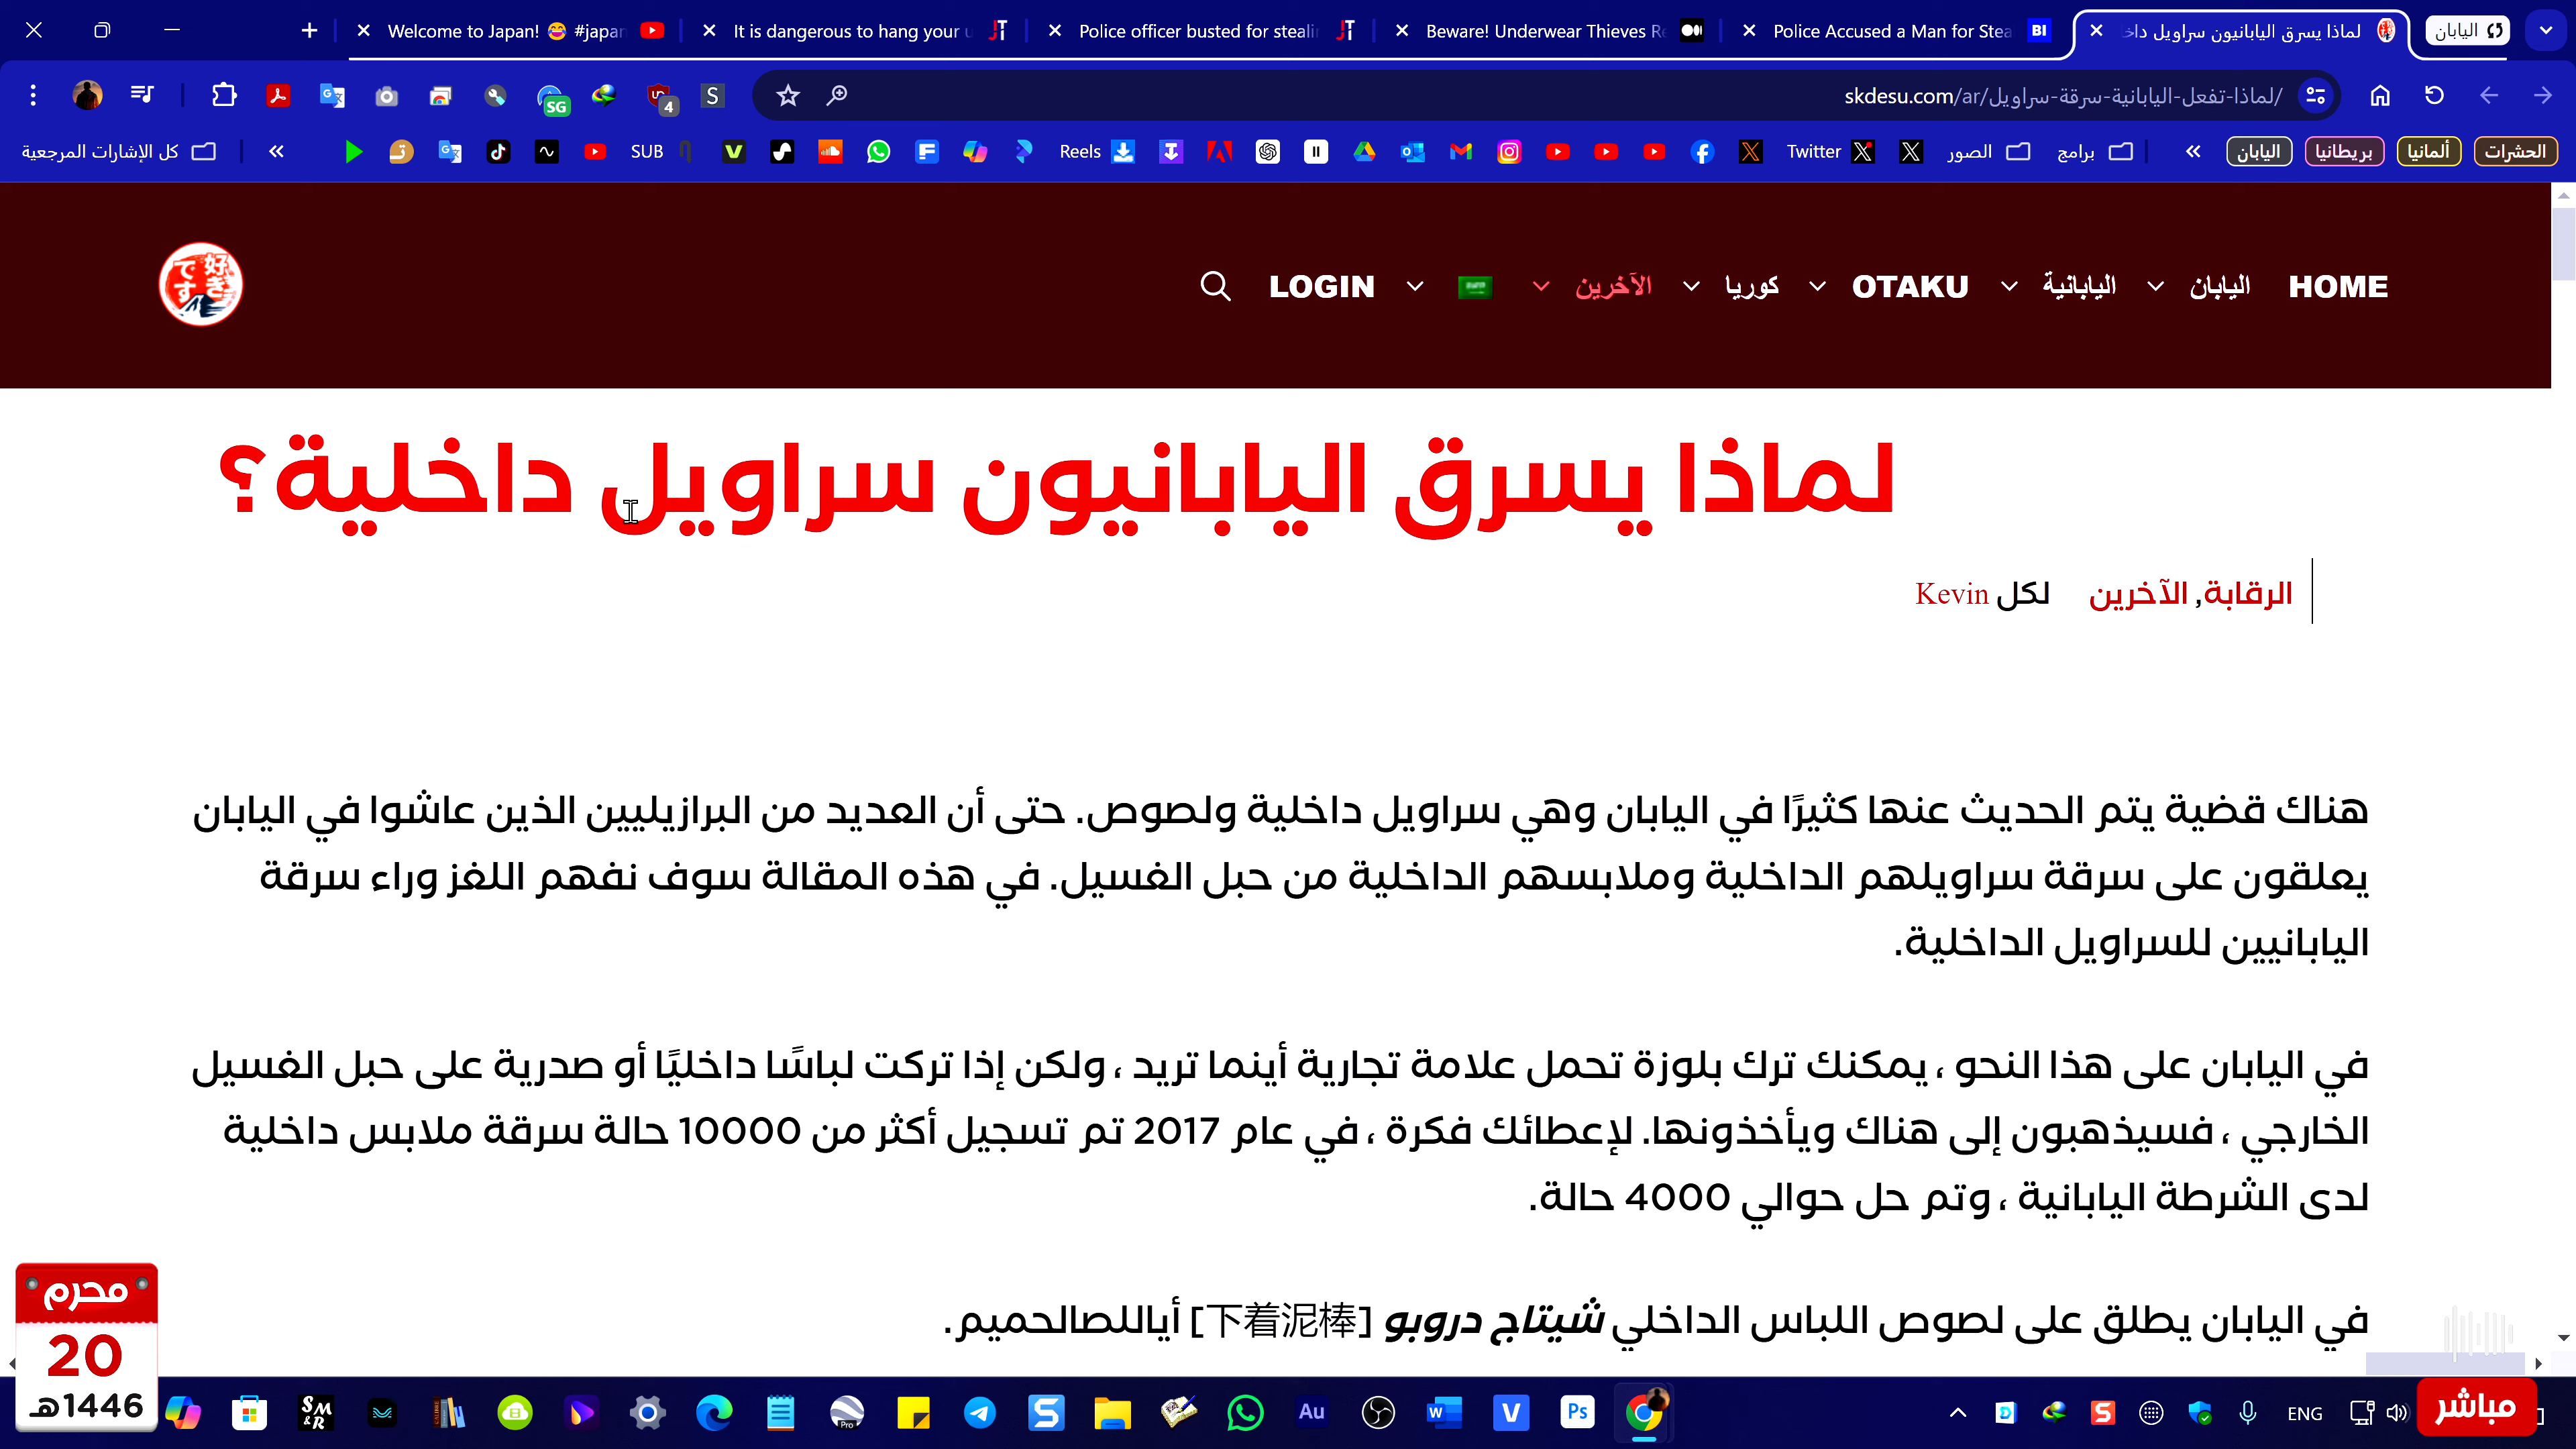 اليابان
لماذا يسرق اليابانيون سراويل داخ
Police Accused a Man for Stea
Beware! Underwear Thieves Re
Police officer busted for stealin
It is dangerous to hang your u
Welcome to Japan! 😂 #japan
skdesu.com/ar/لماذا-تفعل-اليابانية-سرقة-سراويل/
SG
4
S
الحشرات
ألمانيا
بريطانيا
اليابان
برامج
الصور
Twitter
Reels
SUB
كل الإشارات المرجعية
HOME
اليابان
اليابانية
OTAKU
كوريا
الآخرين
LOGIN
好き
です
لماذا يسرق اليابانيون سراويل داخلية؟
الرقابة, الآخرين لكل Kevin
هناك قضية يتم الحديث عنها كثيرًا في اليابان وهي سراويل داخلية ولصوص. حتى أن العديد من البرازيليين الذين عاشوا في اليابان
يعلقون على سرقة سراويلهم الداخلية وملابسهم الداخلية من حبل الغسيل. في هذه المقالة سوف نفهم اللغز وراء سرقة
اليابانيين للسراويل الداخلية.
في اليابان على هذا النحو ، يمكنك ترك بلوزة تحمل علامة تجارية أينما تريد ، ولكن إذا تركت لباسًا داخليًا أو صدرية على حبل الغسيل
الخارجي ، فسيذهبون إلى هناك ويأخذونها. لإعطائك فكرة ، في عام 2017 تم تسجيل أكثر من 10000 حالة سرقة ملابس داخلية
لدى الشرطة اليابانية ، وتم حل حوالي 4000 حالة.
في اليابان يطلق على لصوص اللباس الداخلي شيتاج دروبو [下着泥棒] أياللصالحميم.
محرم
20
1446هـ
ENG
مباشر